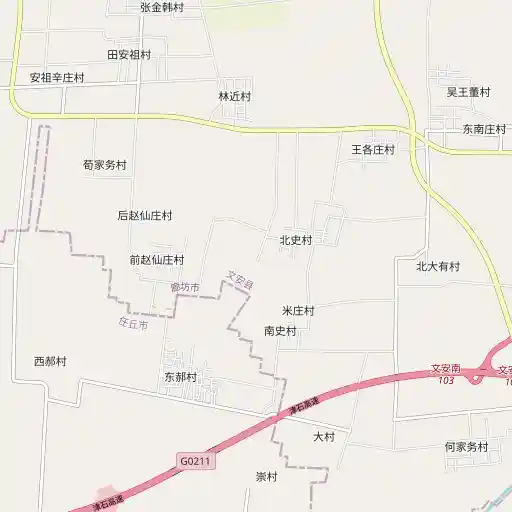 张金韩村
田安祖村
安祖辛庄村
吴王董村
林近村
东南庄村
王各庄村
荀家务村
后赵仙庄村
北史村
前赵仙庄村
北大有村
文安县
廊坊市
任丘市
米庄村
南史村
西郝村
文安南
103
东郝村
津石高速
大村
何家务村
G0211
崇村
津石高速